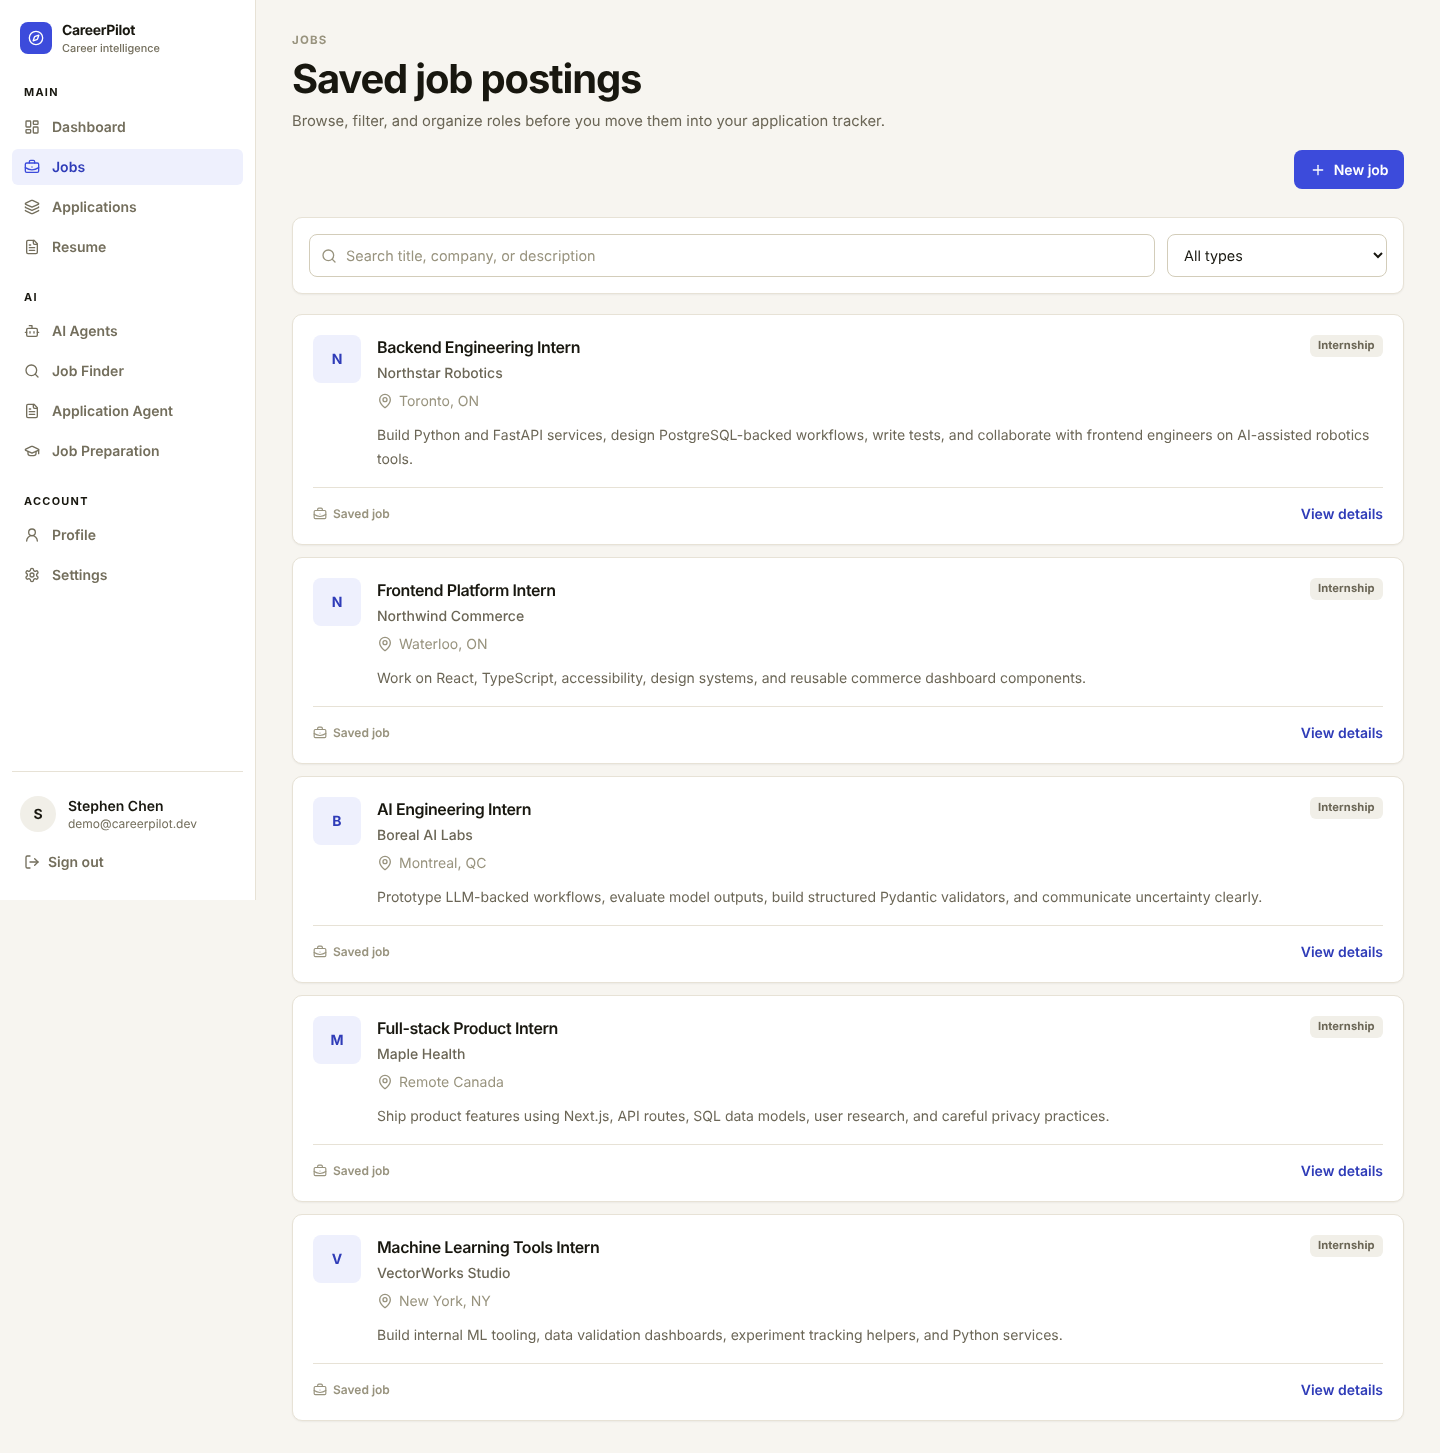 CareerPilot
Career intelligence
MAIN
Dashboard
Jobs
Applications
Resume
AI
AI Agents
Job Finder
Application Agent
Job Preparation
ACCOUNT
Profile
Settings
Stephen Chen
S
demo@careerpilot.dev
Sign out
JOBS
Saved job postings
Browse, filter, and organize roles before you move them into your application tracker.
New job
Search title, company, or description
All types
N
Backend Engineering Intern
Internship
Northstar Robotics
Toronto, ON
Build Python and FastAPI services, design PostgreSQL-backed workflows, write tests, and collaborate with frontend engineers on AI-assisted robotics
tools.
Saved job
View details
N
Frontend Platform Intern
Internship
Northwind Commerce
Waterloo, ON
Work on React, TypeScript, accessibility, design systems, and reusable commerce dashboard components.
Saved job
View details
B
AI Engineering Intern
Internship
Boreal AI Labs
Montreal, QC
Prototype LLM-backed workflows, evaluate model outputs, build structured Pydantic validators, and communicate uncertainty clearly.
Saved job
View details
M
Full-stack Product Intern
Internship
Maple Health
Remote Canada
Ship product features using Next.js, API routes, SQL data models, user research, and careful privacy practices.
Saved job
View details
V
Machine Learning Tools Intern
Internship
VectorWorks Studio
New York, NY
Build internal ML tooling, data validation dashboards, experiment tracking helpers, and Python services.
Saved job
View details